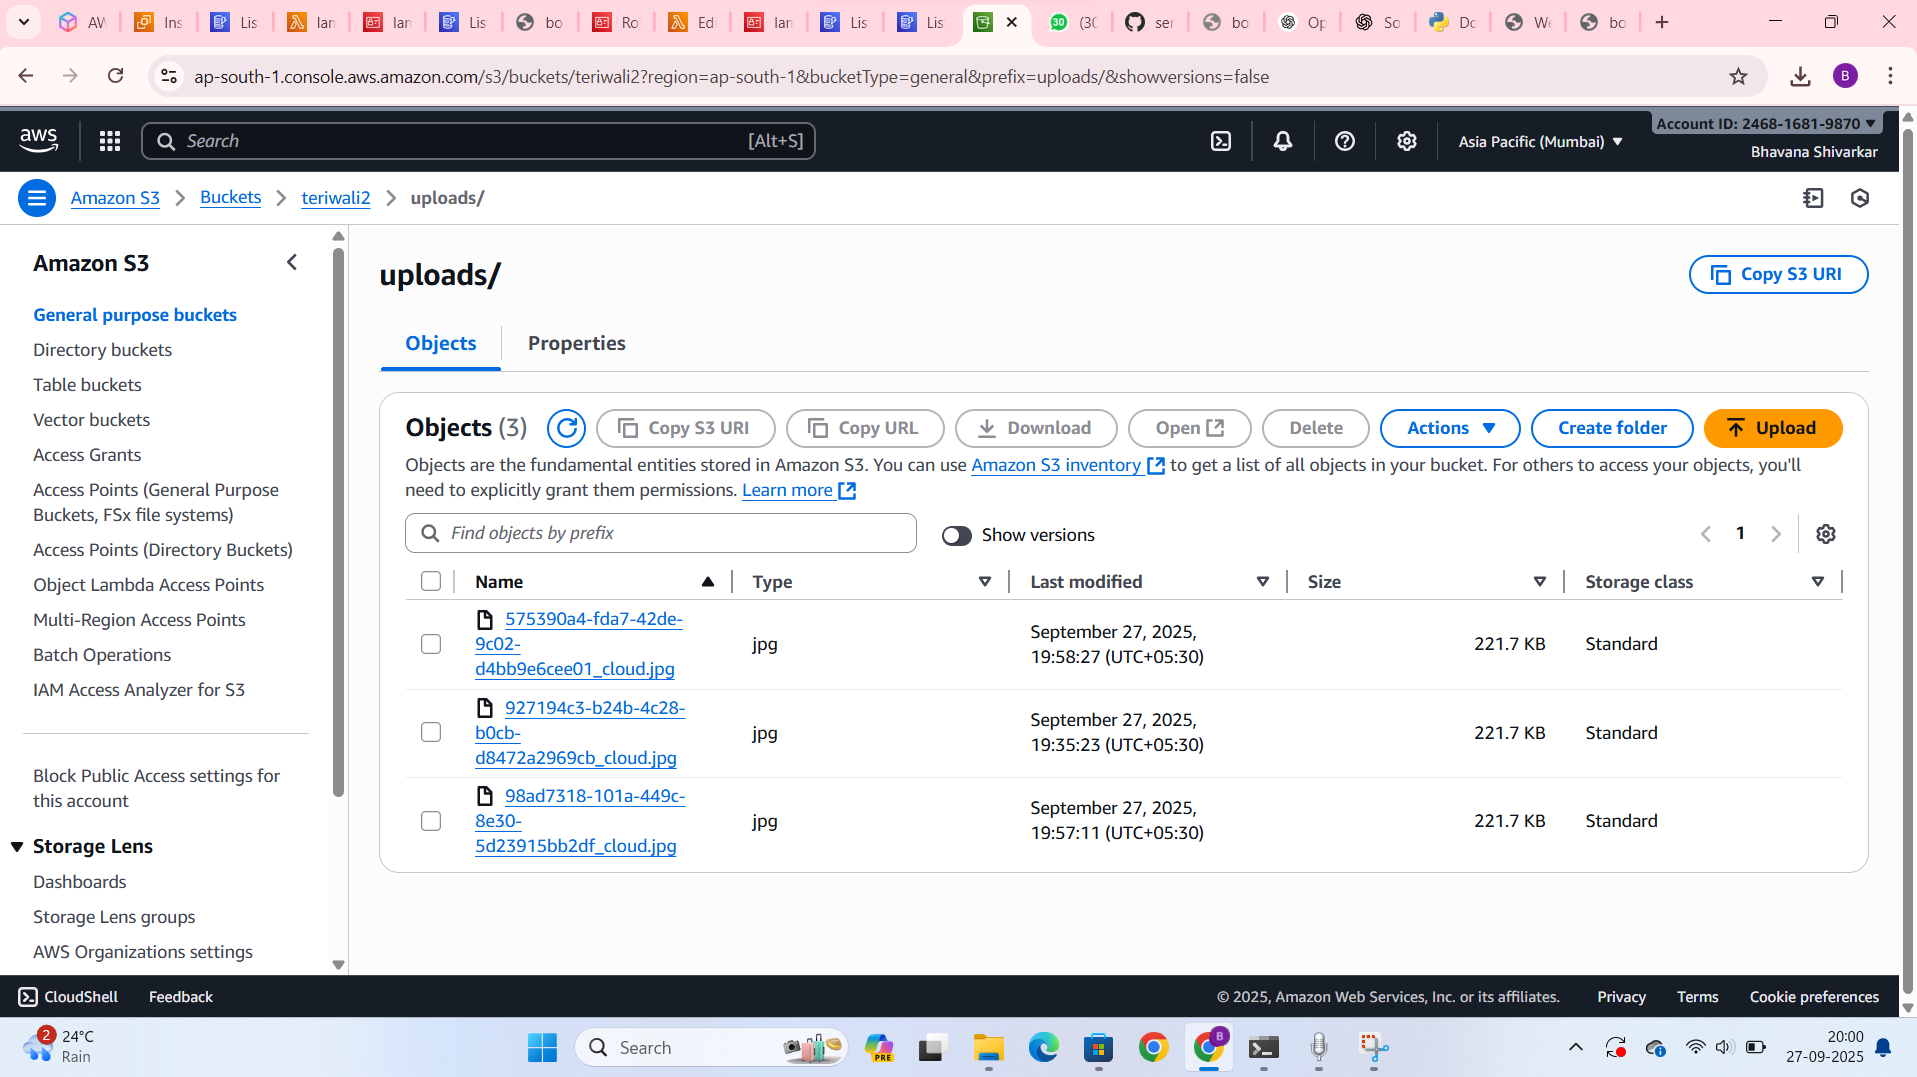 AW
Ins
Lis
lan
lan
Lis
bo
Ro
Edi
lan
Lis
Lis
30
(30
ser
bo
Op
So
Do
We
bo
ap-south-1.console.aws.amazon.com/s3/buckets/teriwali2?region=ap-south-1&bucketType=general&prefix=uploads/&showversions=false
B
aws
Search
[Alt+S]
Asia Pacific (Mumbai)
Account ID: 2468-1681-9870
Bhavana Shivarkar
Amazon S3
Buckets
teriwali2
uploads/
Amazon S3
General purpose buckets
Directory buckets
Table buckets
Vector buckets
Access Grants
Access Points (General Purpose
Buckets, FSx file systems)
Access Points (Directory Buckets)
Object Lambda Access Points
Multi-Region Access Points
Batch Operations
IAM Access Analyzer for S3
Block Public Access settings for
this account
Storage Lens
Dashboards
Storage Lens groups
AWS Organizations settings
uploads/
Copy S3 URI
Objects
Properties
Objects (3)
Copy S3 URI
Copy URL
Download
Open
Delete
Actions
Create folder
Upload
Objects are the fundamental entities stored in Amazon S3. You can use Amazon S3 inventory to get a list of all objects in your bucket. For others to access your objects, you'll
need to explicitly grant them permissions. Learn more
Find objects by prefix
Show versions
1
Name
Type
Last modified
Size
Storage class
575390a4-fda7-42de-
9c02-
d4bb9e6cee01_cloud.jpg
jpg
September 27, 2025,
19:58:27 (UTC+05:30)
221.7 KB
Standard
927194c3-b24b-4c28-
b0cb-
d8472a2969cb_cloud.jpg
jpg
September 27, 2025,
19:35:23 (UTC+05:30)
221.7 KB
Standard
98ad7318-101a-449c-
8e30-
5d23915bb2df_cloud.jpg
jpg
September 27, 2025,
19:57:11 (UTC+05:30)
221.7 KB
Standard
CloudShell
Feedback
© 2025, Amazon Web Services, Inc. or its affiliates.
Privacy
Terms
Cookie preferences
2
24°C
Rain
Search
PRE
B
20:00
27-09-2025